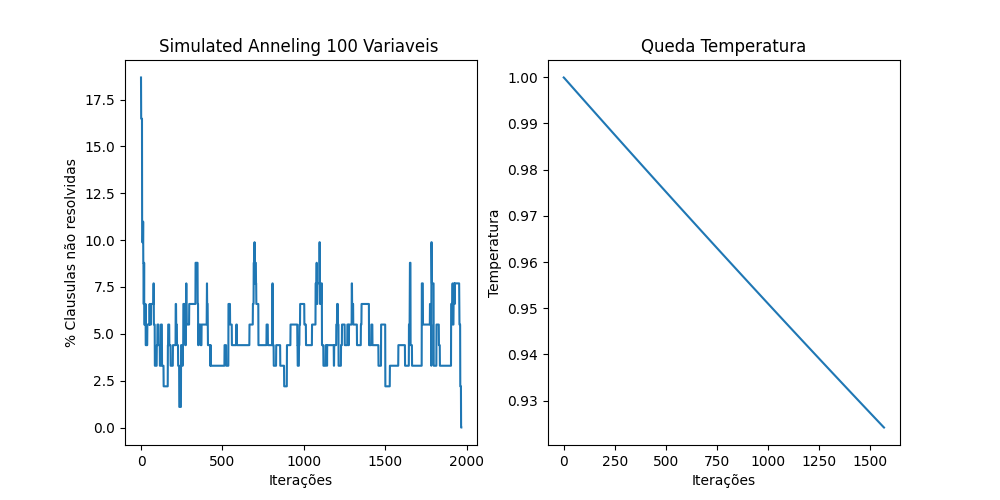 Simulated Anneling 100 Variaveis
% Clausulas não resolvidas
17.5
15.0
12.5
10.0
7.5
5.0
2.5
0.0
0 500 1000 1500 2000
Iterações
Queda Temperatura
Temperatura
1.00
0.99
0.98
0.97
0.96
0.95
0.94
0.93
0 250 500 750 1000 1250 1500
Iterações